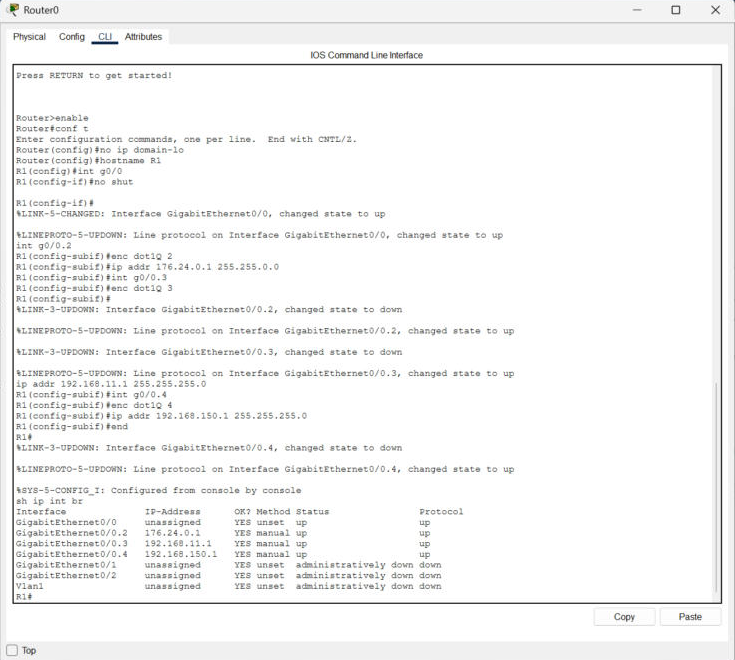 Router0
Physical Config CLI Attributes
IOS Command Line Interface
Press RETURN to get started!
Router>enable
Router#conf t
Enter configuration commands, one per line.  End with CNTL/Z.
Router(config)#no ip domain-lo
Router(config)#hostname R1
R1(config)#int g0/0
R1(config-if)#no shut
R1(config-if)#
%LINK-5-CHANGED: Interface GigabitEthernet0/0, changed state to up
%LINEPROTO-5-UPDOWN: Line protocol on Interface GigabitEthernet0/0, changed state to up
int g0/0.2
R1(config-subif)#enc dot1Q 2
R1(config-subif)#ip addr 176.24.0.1 255.255.0.0
R1(config-subif)#int g0/0.3
R1(config-subif)#enc dot1Q 3
R1(config-subif)#
%LINK-3-UPDOWN: Interface GigabitEthernet0/0.2, changed state to down
%LINEPROTO-5-UPDOWN: Line protocol on Interface GigabitEthernet0/0.2, changed state to up
%LINK-3-UPDOWN: Interface GigabitEthernet0/0.3, changed state to down
%LINEPROTO-5-UPDOWN: Line protocol on Interface GigabitEthernet0/0.3, changed state to up
ip addr 192.168.11.1 255.255.255.0
R1(config-subif)#int g0/0.4
R1(config-subif)#enc dot1Q 4
R1(config-subif)#ip addr 192.168.150.1 255.255.255.0
R1(config-subif)#end
R1#
%LINK-3-UPDOWN: Interface GigabitEthernet0/0.4, changed state to down
%LINEPROTO-5-UPDOWN: Line protocol on Interface GigabitEthernet0/0.4, changed state to up
%SYS-5-CONFIG_I: Configured from console by console
sh ip int br
Interface IP-Address OK? Method Status Protocol
GigabitEthernet0/0 unassigned YES unset up up
GigabitEthernet0/0.2 176.24.0.1 YES manual up up
GigabitEthernet0/0.3 192.168.11.1 YES manual up up
GigabitEthernet0/0.4 192.168.150.1 YES manual up up
GigabitEthernet0/1 unassigned YES unset administratively down down
GigabitEthernet0/2 unassigned YES unset administratively down down
Vlan1 unassigned YES unset administratively down down
R1#
Copy Paste
Top